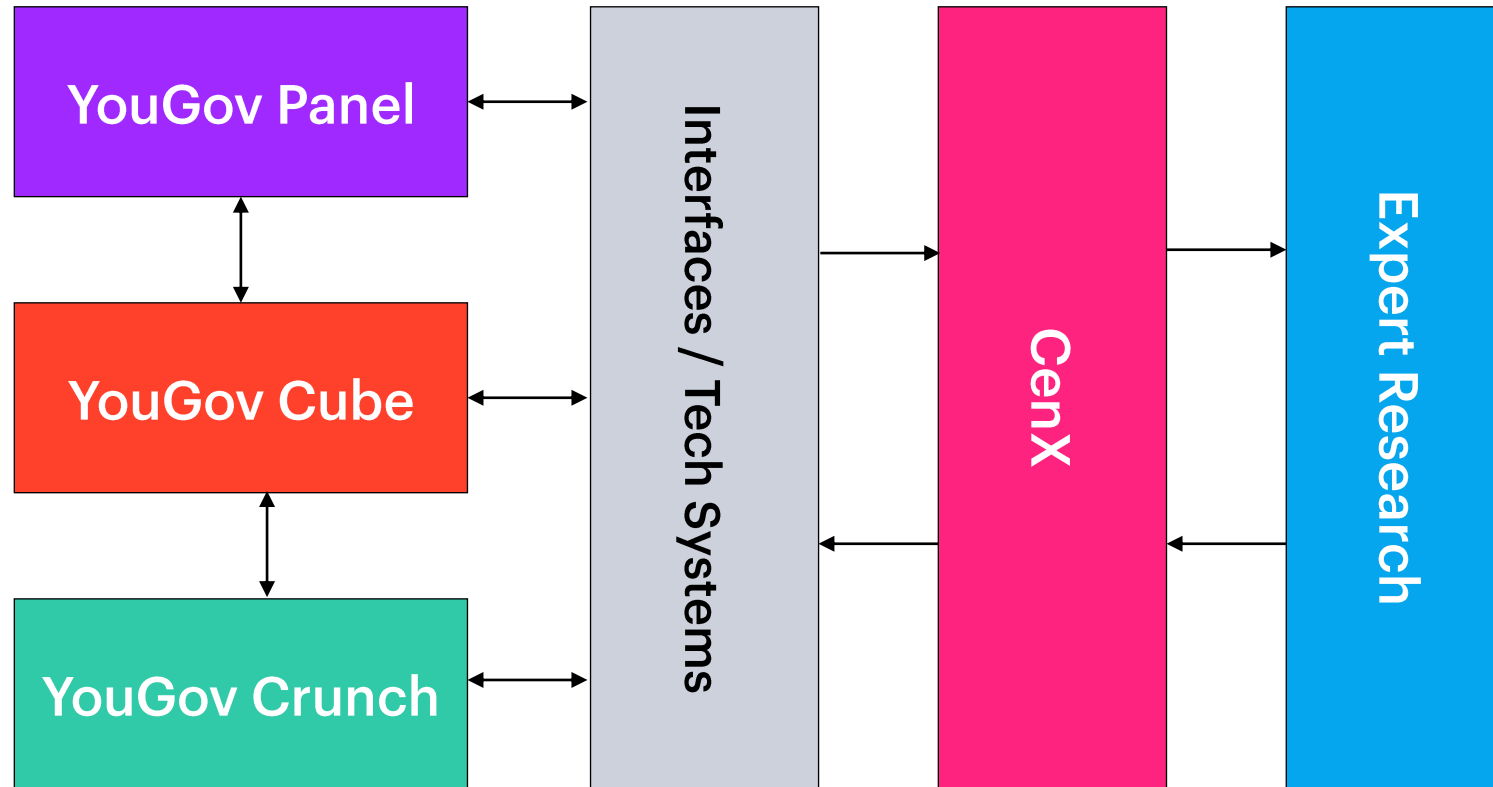 YouGov Panel
YouGov Cube
YouGov Crunch
Interfaces / Tech Systems
CenX
Expert Research